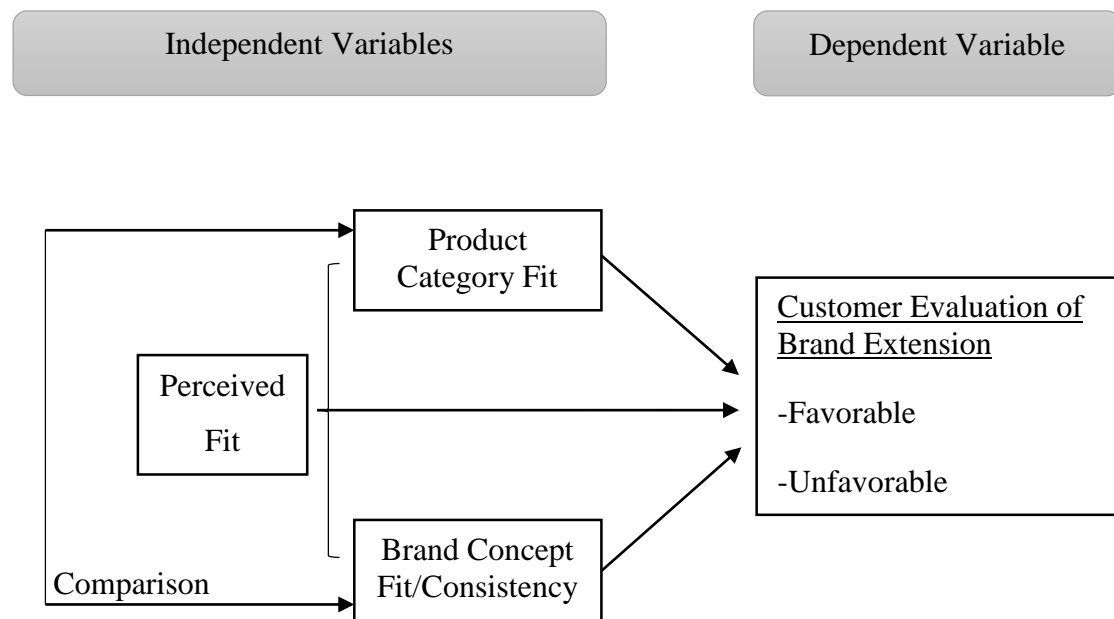 Independent Variables
Dependent Variable
Product
Category Fit
Customer Evaluation of
Brand Extension
-Favorable
-Unfavorable
Perceived
Fit
Brand Concept
Fit/Consistency
Comparison